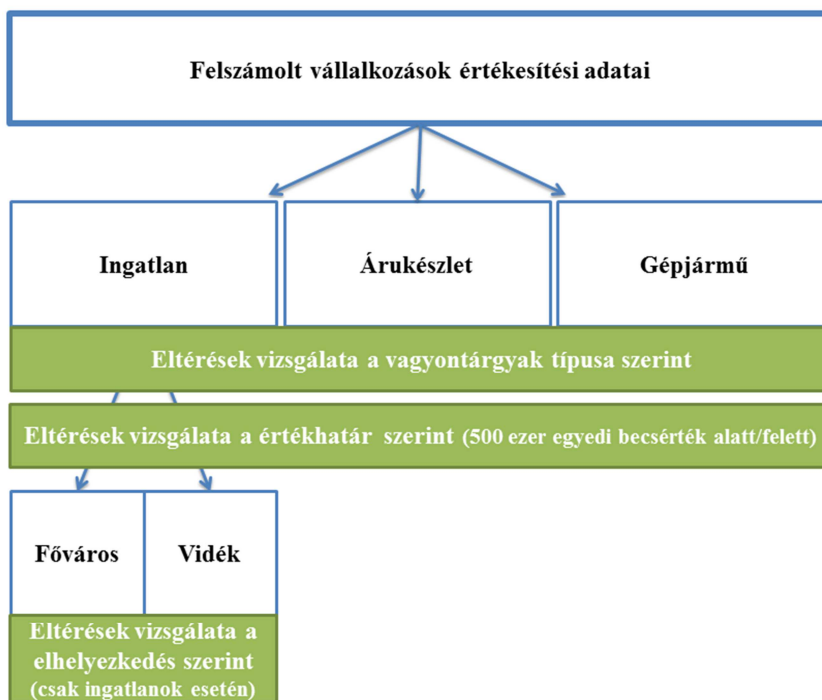 Felszámolt vállalkozások értékesítési adatai
Ingatlan
Árukészlet
Gépjármű
Eltérések vizsgálata a vagyontárgyak típusa szerint
Eltérések vizsgálata a értékhatár szerint (500 ezer egyedi becsérték alatt/felett)
Főváros
Vidék
Eltérések vizsgálata a
elhelyezkedés szerint
(csak ingatlanok esetén)